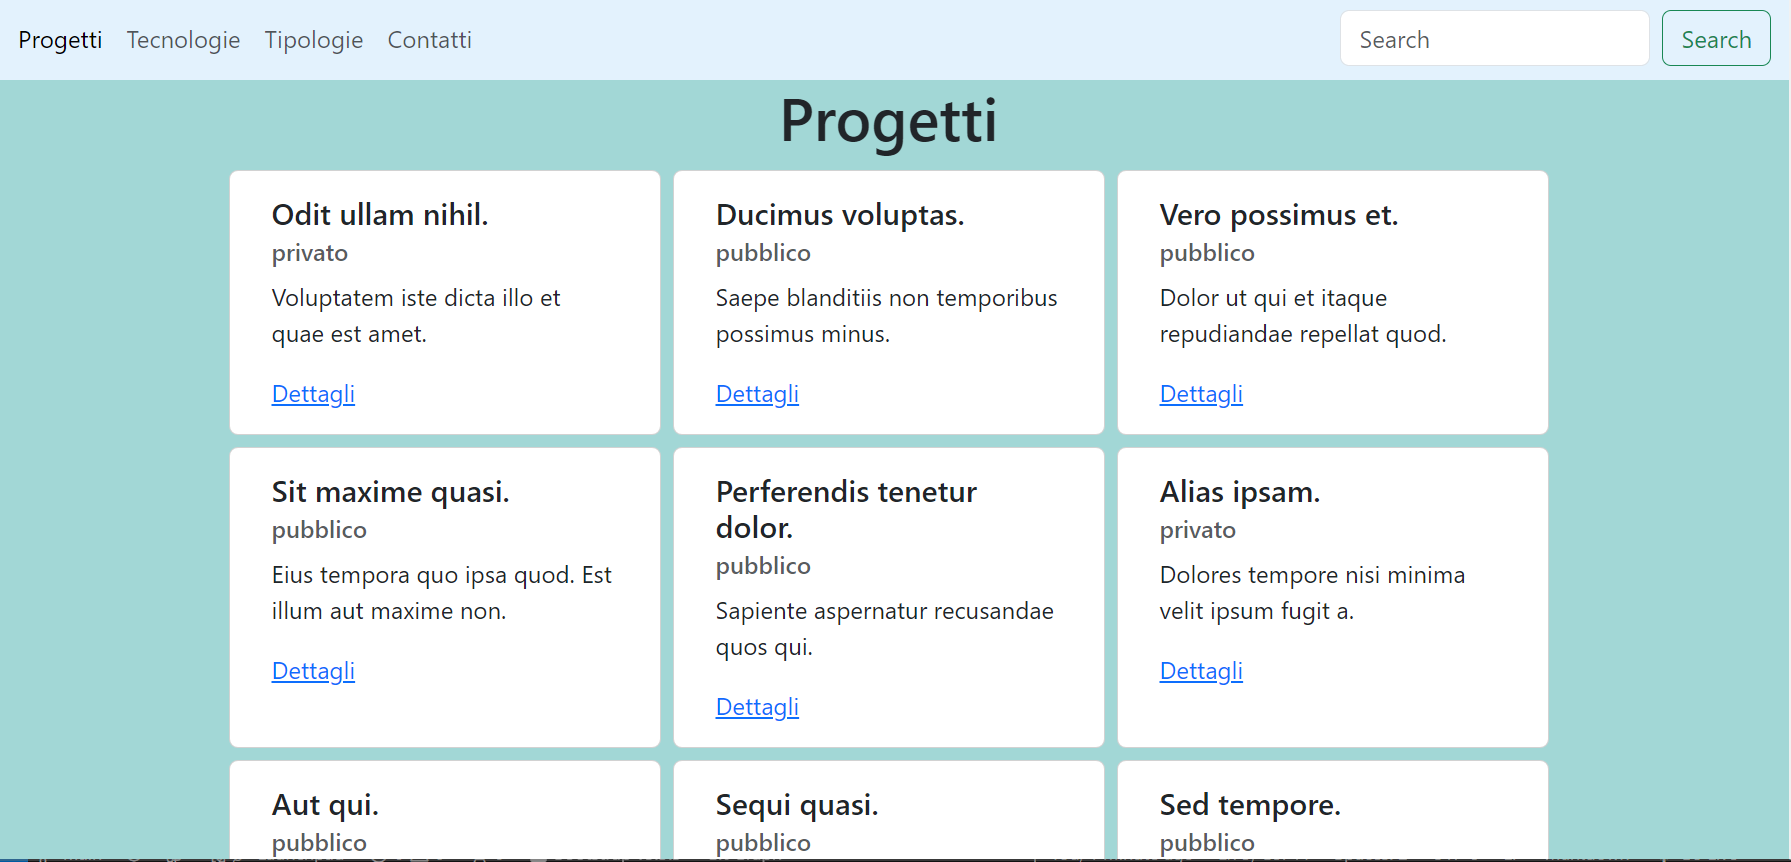 Progetti Tecnologie Tipologie Contatti Search Search
Progetti
Odit ullam nihil.
privato
Voluptatem iste dicta illo et
quae est amet.
Dettagli
Ducimus voluptas.
pubblico
Saepe blanditiis non temporibus
possimus minus.
Dettagli
Vero possimus et.
pubblico
Dolor ut qui et itaque
repudiandae repellat quod.
Dettagli
Sit maxime quasi.
pubblico
Eius tempora quo ipsa quod. Est
illum aut maxime non.
Dettagli
Perferendis tenetur
dolor.
pubblico
Sapiente aspernatur recusandae
quos qui.
Dettagli
Alias ipsam.
privato
Dolores tempore nisi minima
velit ipsum fugit a.
Dettagli
Aut qui.
pubblico
Sequi quasi.
pubblico
Sed tempore.
pubblico